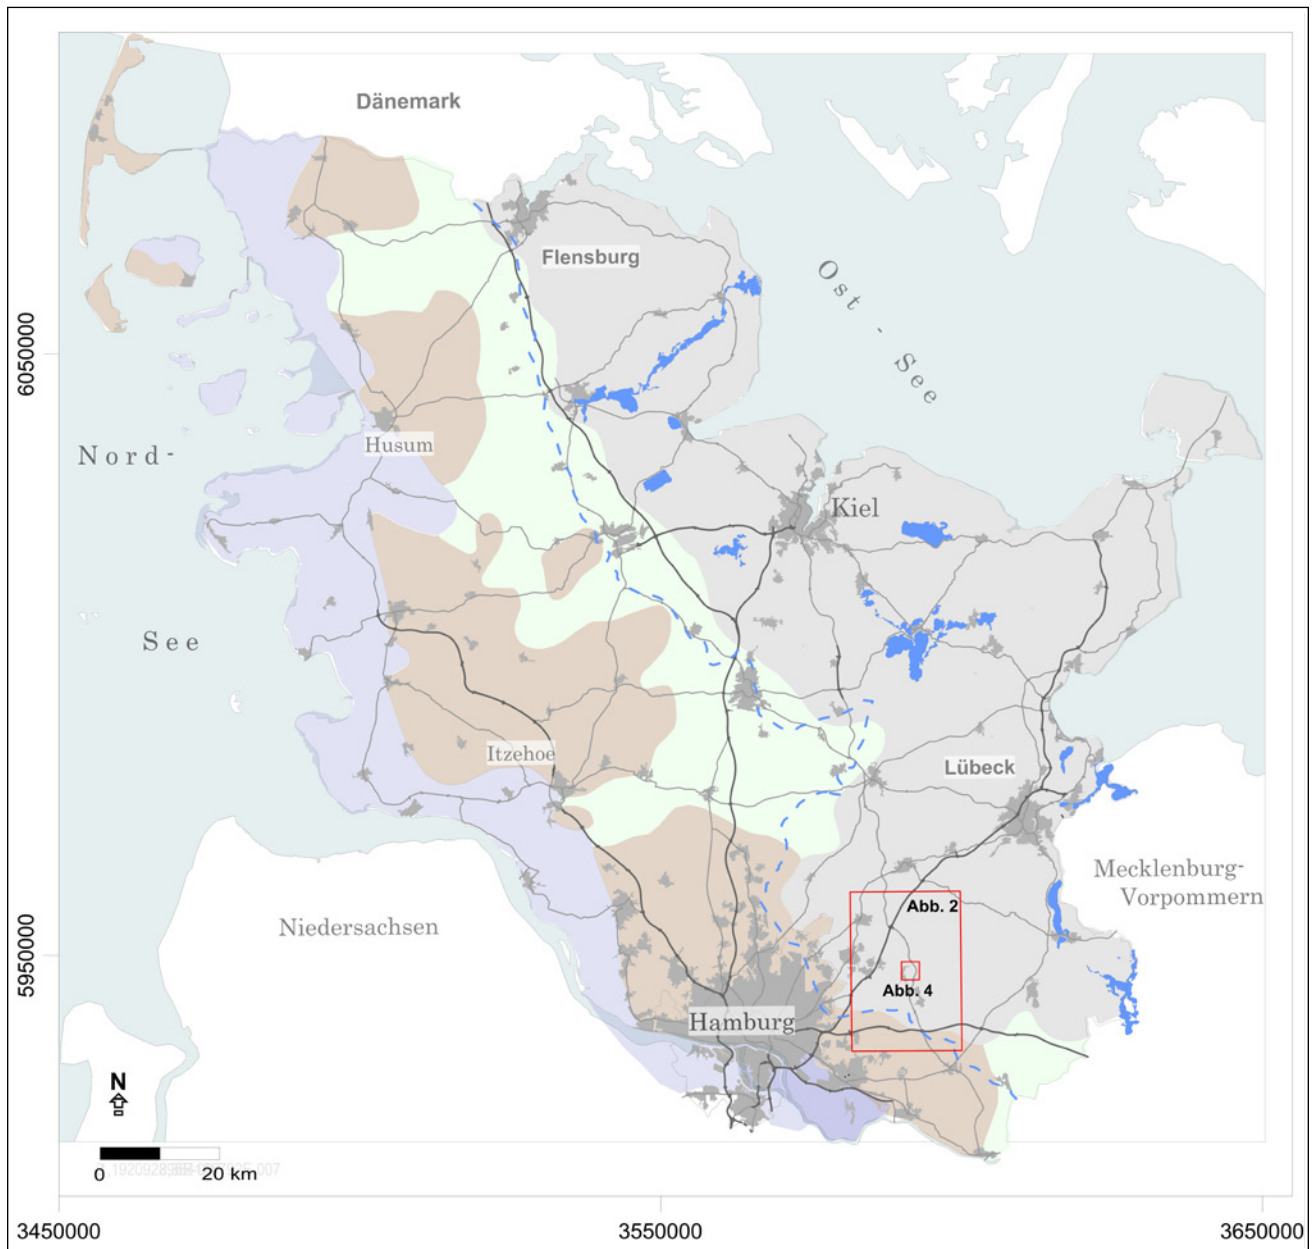 Dänemark
Flensburg
Ost - See
6050000
Husum
Nord-
Kiel
See
Itzehoe
Lübeck
Mecklenburg-
Vorpommern
Abb. 2
Niedersachsen
5950000
Abb. 4
Hamburg
N
0 20 km
3450000 3550000 3650000